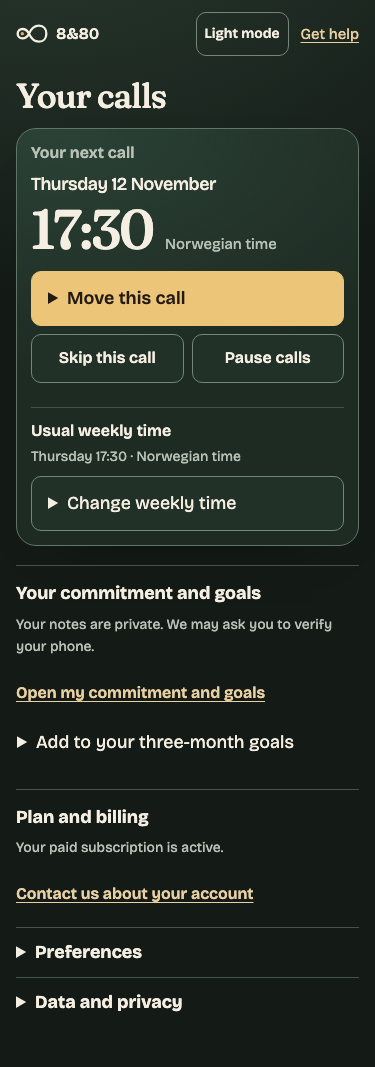 8&80
Light mode
Get help
Your calls
Your next call
Thursday 12 November
17:30 Norwegian time
Move this call
Skip this call
Pause calls
Usual weekly time
Thursday 17:30 · Norwegian time
Change weekly time
Your commitment and goals
Your notes are private. We may ask you to verify
your phone.
Open my commitment and goals
Add to your three-month goals
Plan and billing
Your paid subscription is active.
Contact us about your account
Preferences
Data and privacy